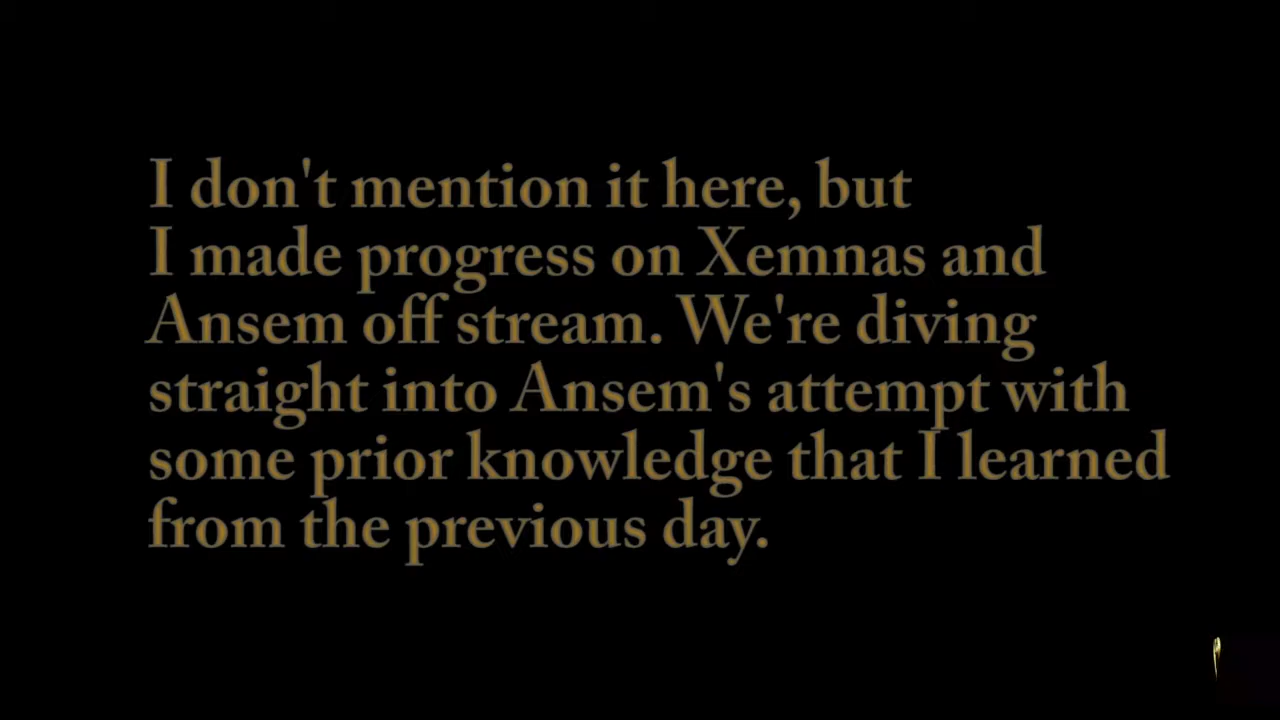 I don't mention it here, but
I made progress on Xemnas and
Ansem off stream. We're diving
straight into Ansem's attempt with
some prior knowledge that I learned
from the previous day.